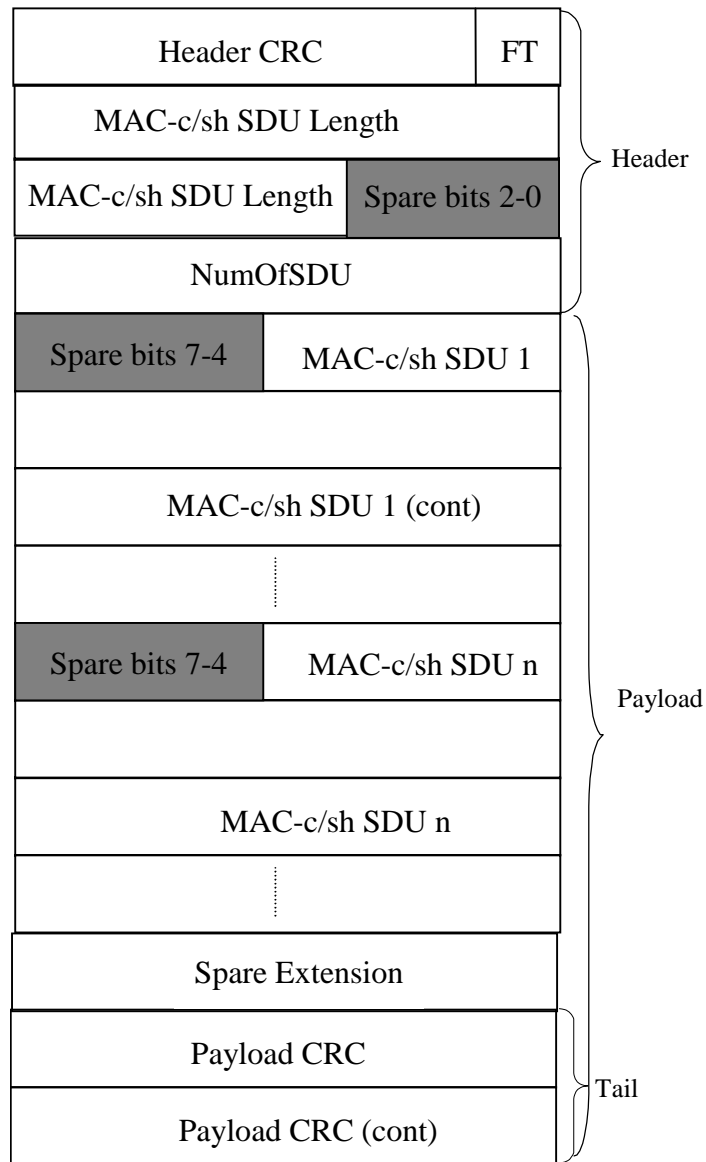 Header CRC FT
MAC-c/sh SDU Length
Header
MAC-c/sh SDU Length Spare bits 2-0
NumOfSDU
Spare bits 7-4 MAC-c/sh SDU 1
MAC-c/sh SDU 1 (cont)
Spare bits 7-4 MAC-c/sh SDU n
Payload
MAC-c/sh SDU n
Spare Extension
Payload CRC
Tail
Payload CRC (cont)